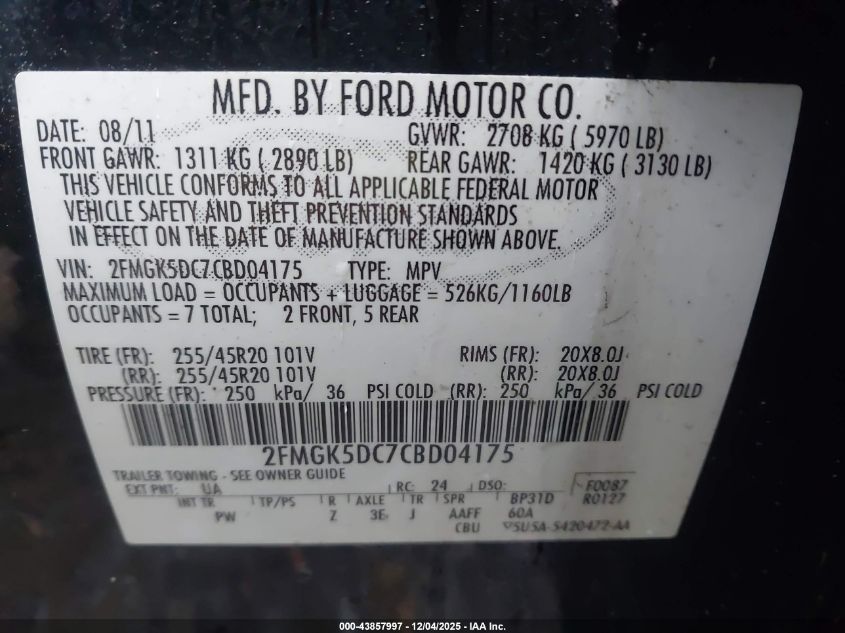 MFD. BY FORD MOTOR CO.
DATE: 08/11 GVWR: 2708 KG ( 5970 LB)
FRONT GAWR: 1311 KG ( 2890 LB) REAR GAWR: 1420 KG ( 3130 LB)
THIS VEHICLE CONFORMS TO ALL APPLICABLE FEDERAL MOTOR
VEHICLE SAFETY AND THEFT PREVENTION STANDARDS
IN EFFECT ON THE DATE OF MANUFACTURE SHOWN ABOVE.
VIN: 2FMGK5DC7CBD04175 TYPE: MPV
MAXIMUM LOAD = OCCUPANTS + LUGGAGE = 526KG/1160LB
OCCUPANTS = 7 TOTAL; 2 FRONT, 5 REAR
TIRE (FR): 255/45R20 101V RIMS (FR): 20X8.0J
(RR): 255/45R20 101V (RR): 20X8.0J
PRESSURE (FR): 250 kPa/ 36 PSI COLD (RR): 250 kPa/ 36 PSI COLD
2FMGK5DC7CBD04175
TRAILER TOWING - SEE OWNER GUIDE
EXT PNT: UA RC: 24 DSO: F0087
INT TR TP/PS R AXLE TR SPR BP31D R0127
PW Z 3E J AAFF 60A
CBU 5U5A-5420472-AA
000-43857997 - 12/04/2025 - IAA Inc.